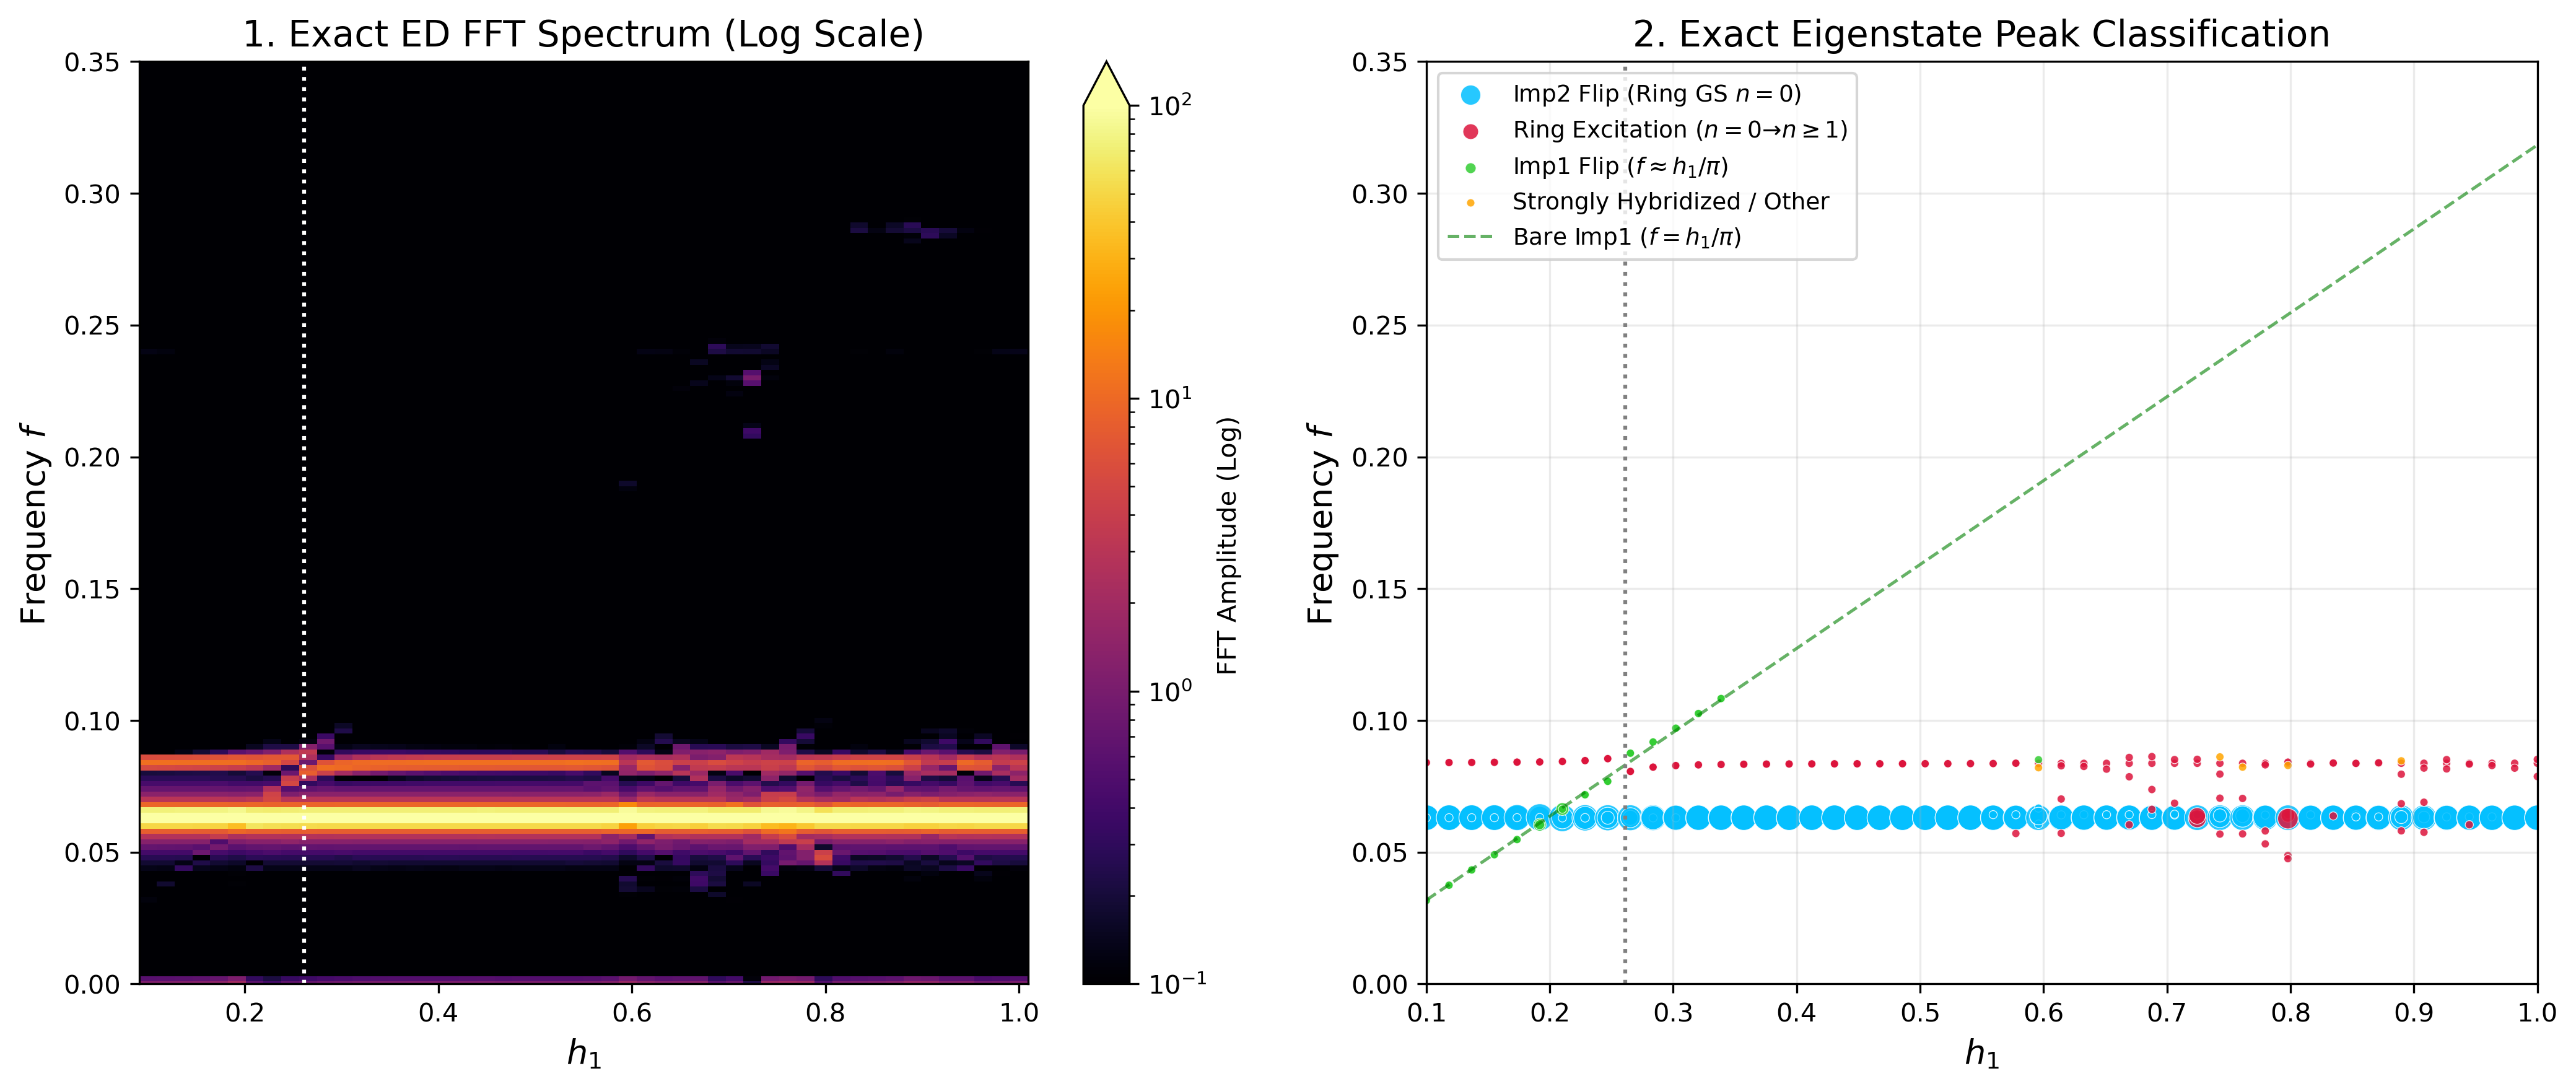 1. Exact ED FFT Spectrum (Log Scale)
Frequency f
0.35
0.30
0.25
0.20
0.15
0.10
0.05
0.00
0.2
0.4
0.6
0.8
1.0
h₁
10²
10¹
10⁰
10⁻¹
FFT Amplitude (Log)
2. Exact Eigenstate Peak Classification
Frequency f
0.35
0.30
0.25
0.20
0.15
0.10
0.05
0.00
Imp2 Flip (Ring GS n = 0)
Ring Excitation (n = 0→n ≥ 1)
Imp1 Flip (f ≈ h₁/π)
Strongly Hybridized / Other
Bare Imp1 (f = h₁/π)
0.1
0.2
0.3
0.4
0.5
0.6
0.7
0.8
0.9
1.0
h₁